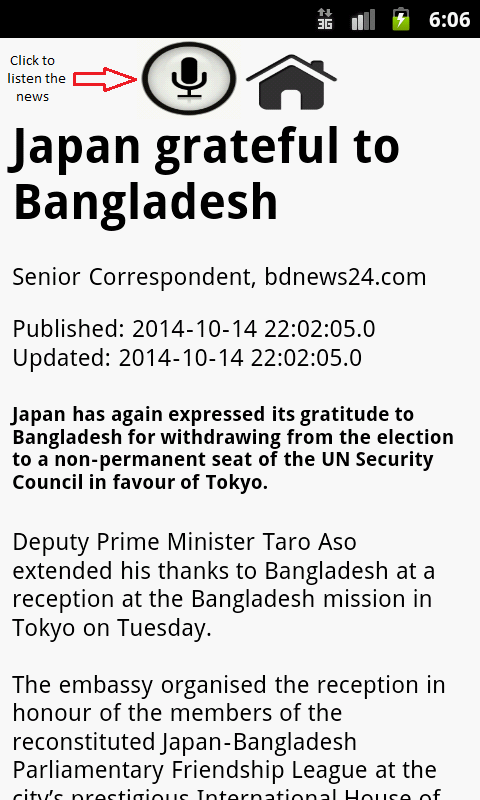 3G 6:06
Click to
listen the
news
Japan grateful to
Bangladesh
Senior Correspondent, bdnews24.com
Published: 2014-10-14 22:02:05.0
Updated: 2014-10-14 22:02:05.0
Japan has again expressed its gratitude to
Bangladesh for withdrawing from the election
to a non-permanent seat of the UN Security
Council in favour of Tokyo.
Deputy Prime Minister Taro Aso
extended his thanks to Bangladesh at a
reception at the Bangladesh mission in
Tokyo on Tuesday.
The embassy organised the reception in
honour of the members of the
reconstituted Japan-Bangladesh
Parliamentary Friendship League at the
city’s prestigious International House of